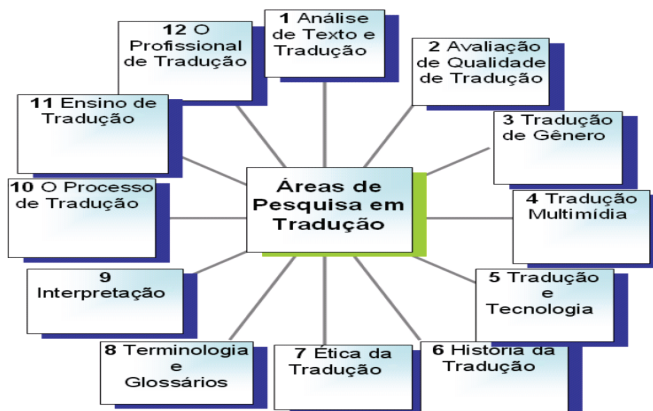 Áreas de
Pesquisa em
Tradução
1 Análise
de Texto e
Tradução
2 Avaliação
de Qualidade
de Tradução
3 Tradução
de Gênero
4 Tradução
Multimídia
5 Tradução
e
Tecnologia
6 História da
Tradução
7 Ética da
Tradução
8 Terminologia
e
Glossários
9
Interpretação
10 O Processo
de Tradução
11 Ensino de
Tradução
12 O
Profissional
de Tradução